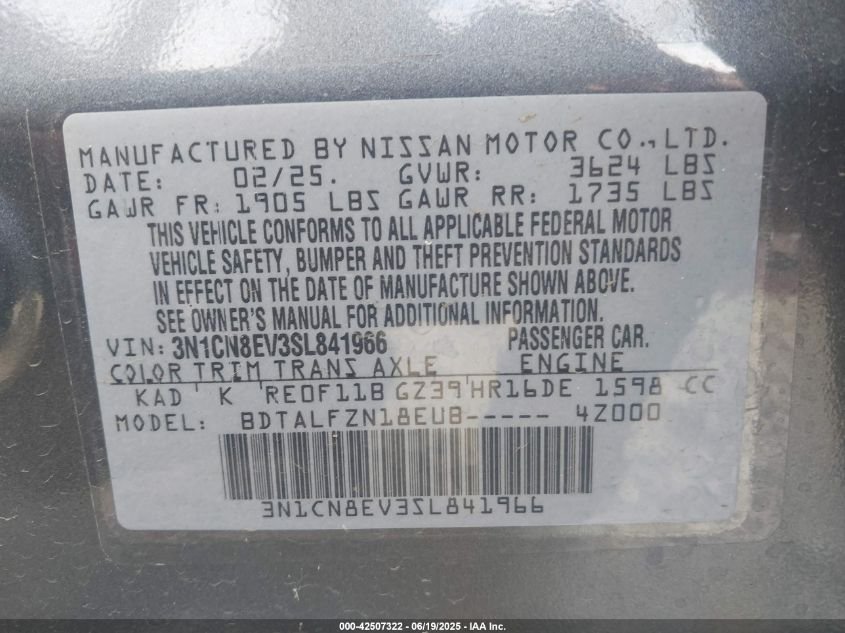 MANUFACTURED BY NISSAN MOTOR CO., LTD.
DATE: 02/25. GVWR: 3624 LBS
GAWR FR: 1905 LBS GAWR RR: 1735 LBS
THIS VEHICLE CONFORMS TO ALL APPLICABLE FEDERAL MOTOR
VEHICLE SAFETY, BUMPER AND THEFT PREVENTION STANDARDS
IN EFFECT ON THE DATE OF MANUFACTURE SHOWN ABOVE.
SEE OWNER'S MANUAL FOR ADDITIONAL INFORMATION.
VIN: 3N1CN8EV3SL841966 PASSENGER CAR.
COLOR TRIM TRANS AXLE ENGINE
KAD K RE0F11B GZ39 HR16DE 1598 CC
MODEL: BDTALFZN18EUB----- 4Z000
3N1CN8EV3SL841966
000-42507322 - 06/19/2025 - IAA Inc.